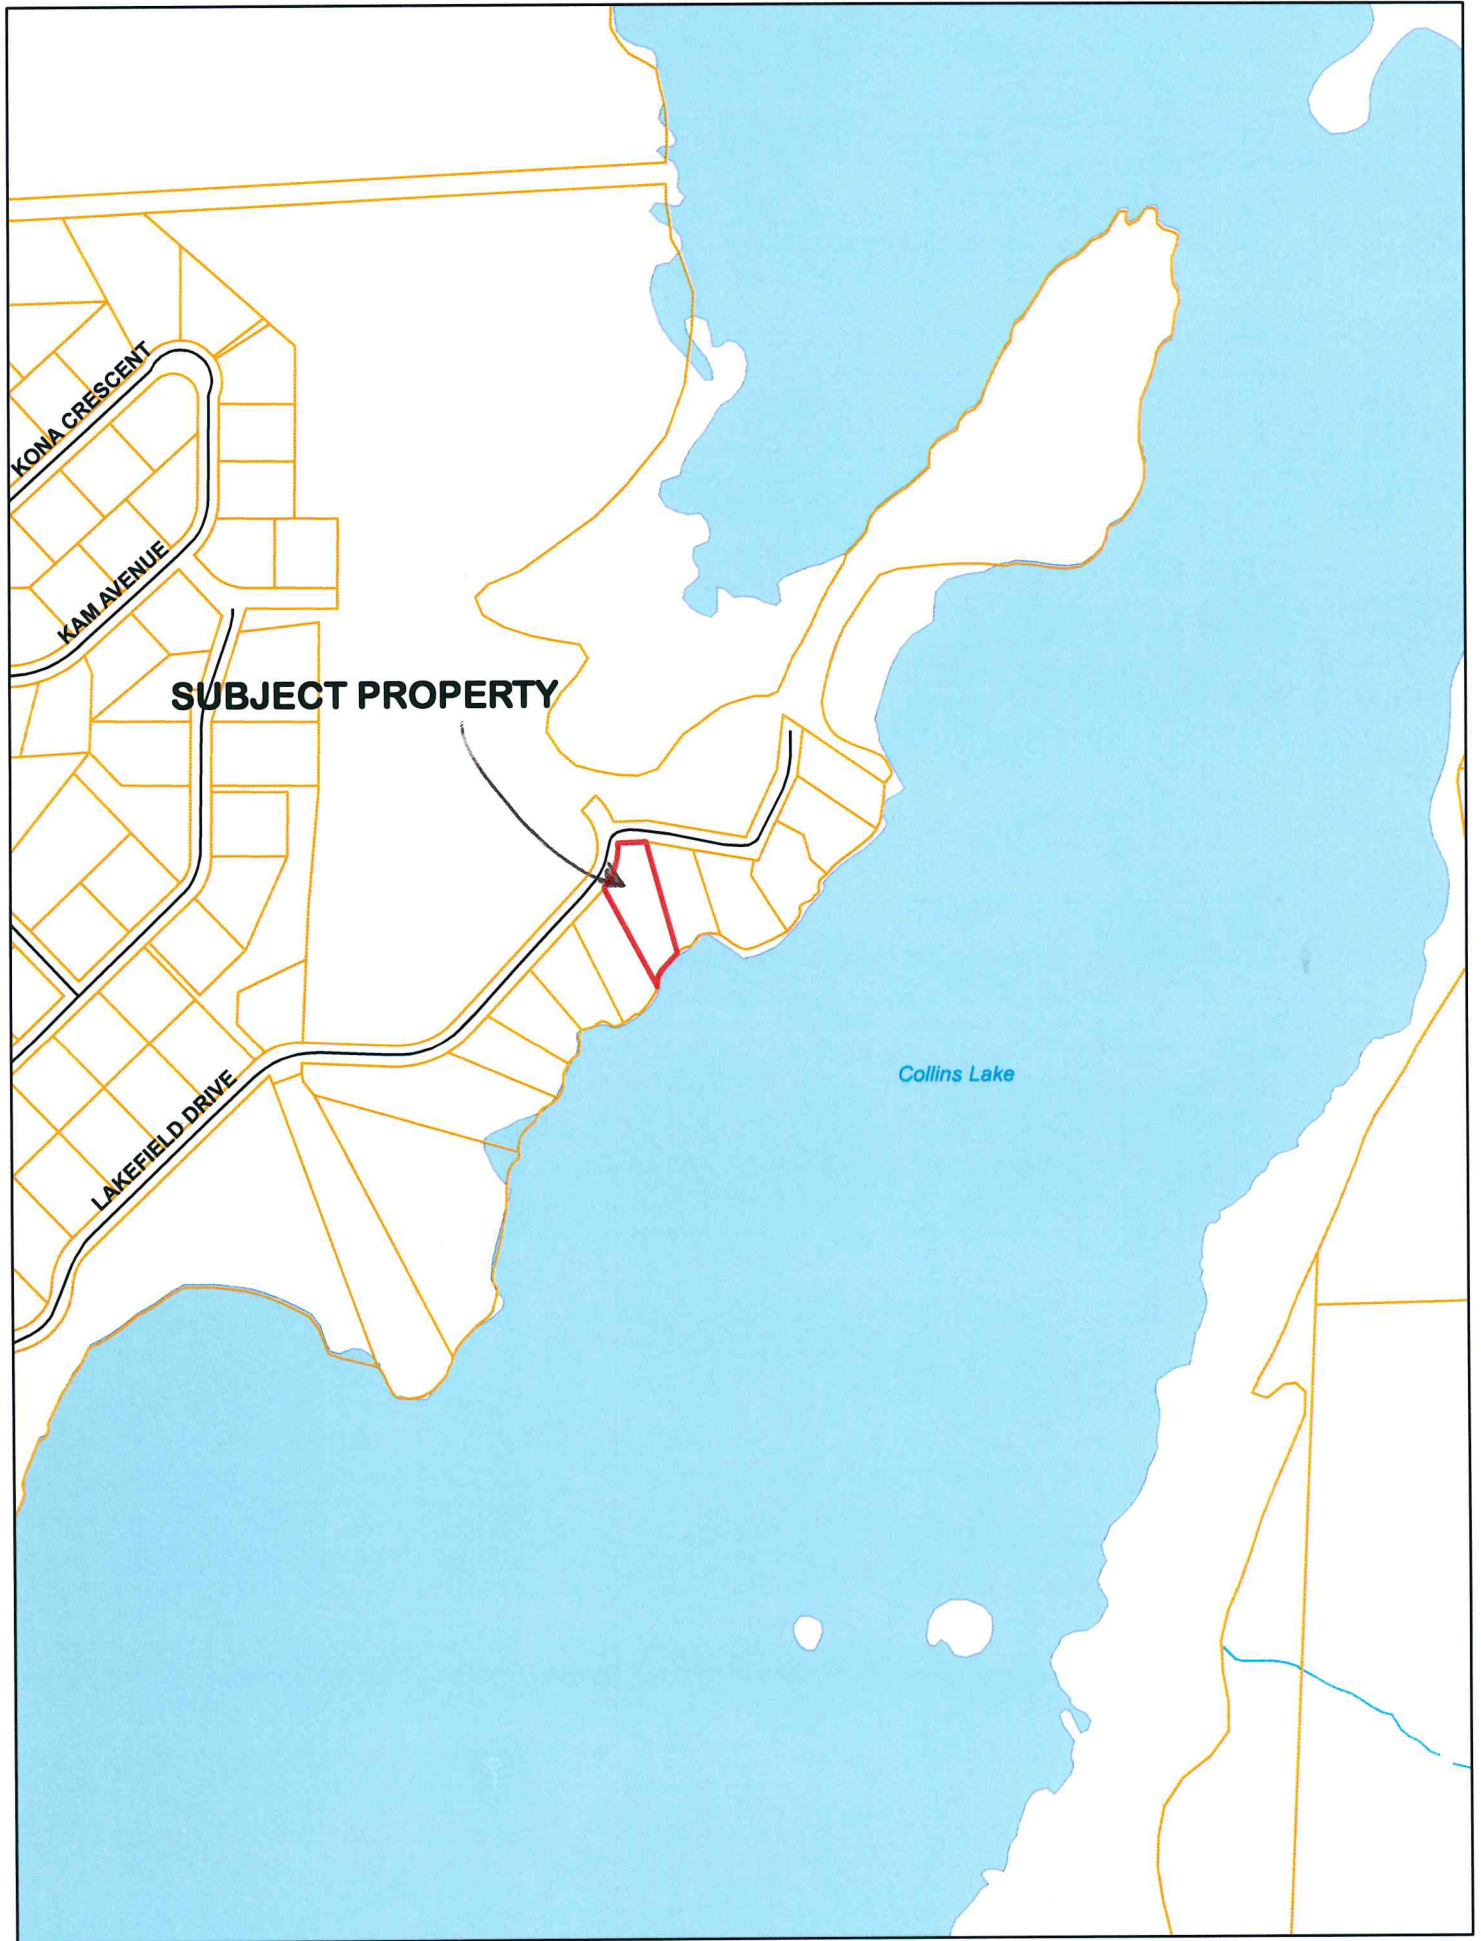 KONA CRESCENT
KAM AVENUE
SUBJECT PROPERTY
Collins Lake
LAKEFIELD DRIVE